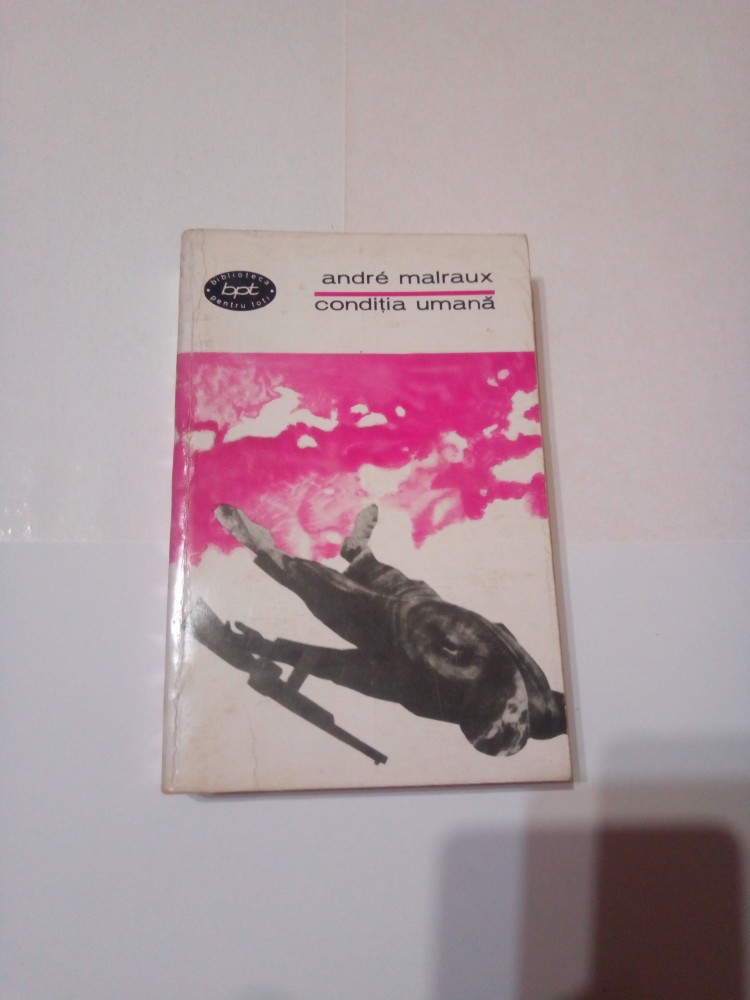 biblioteca
bpt
pentru toți
andré malraux
condiția umană